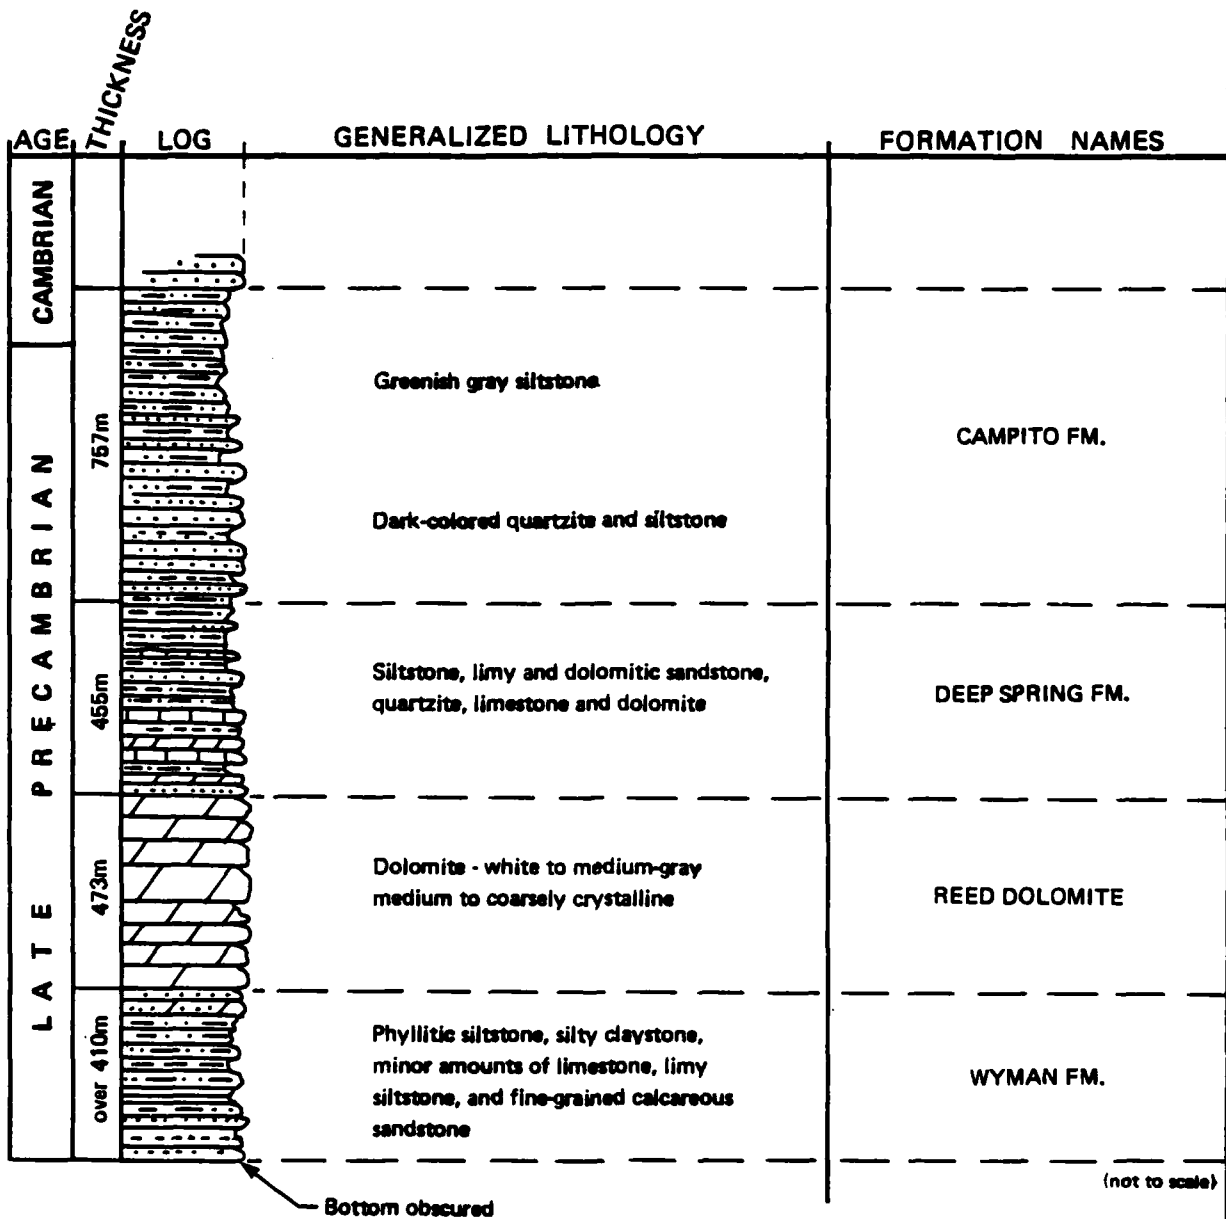 THICKNESS
AGE
LOG
GENERALIZED LITHOLOGY
FORMATION NAMES
CAMBRIAN
LATE PRECAMBRIAN
757m
Greenish gray siltstone
Dark-colored quartzite and siltstone
CAMPITO FM.
455m
Siltstone, limy and dolomitic sandstone,
quartzite, limestone and dolomite
DEEP SPRING FM.
473m
Dolomite - white to medium-gray
medium to coarsely crystalline
REED DOLOMITE
over 410m
Phyllitic siltstone, silty claystone,
minor amounts of limestone, limy
siltstone, and fine-grained calcareous
sandstone
WYMAN FM.
(not to scale)
Bottom obscured